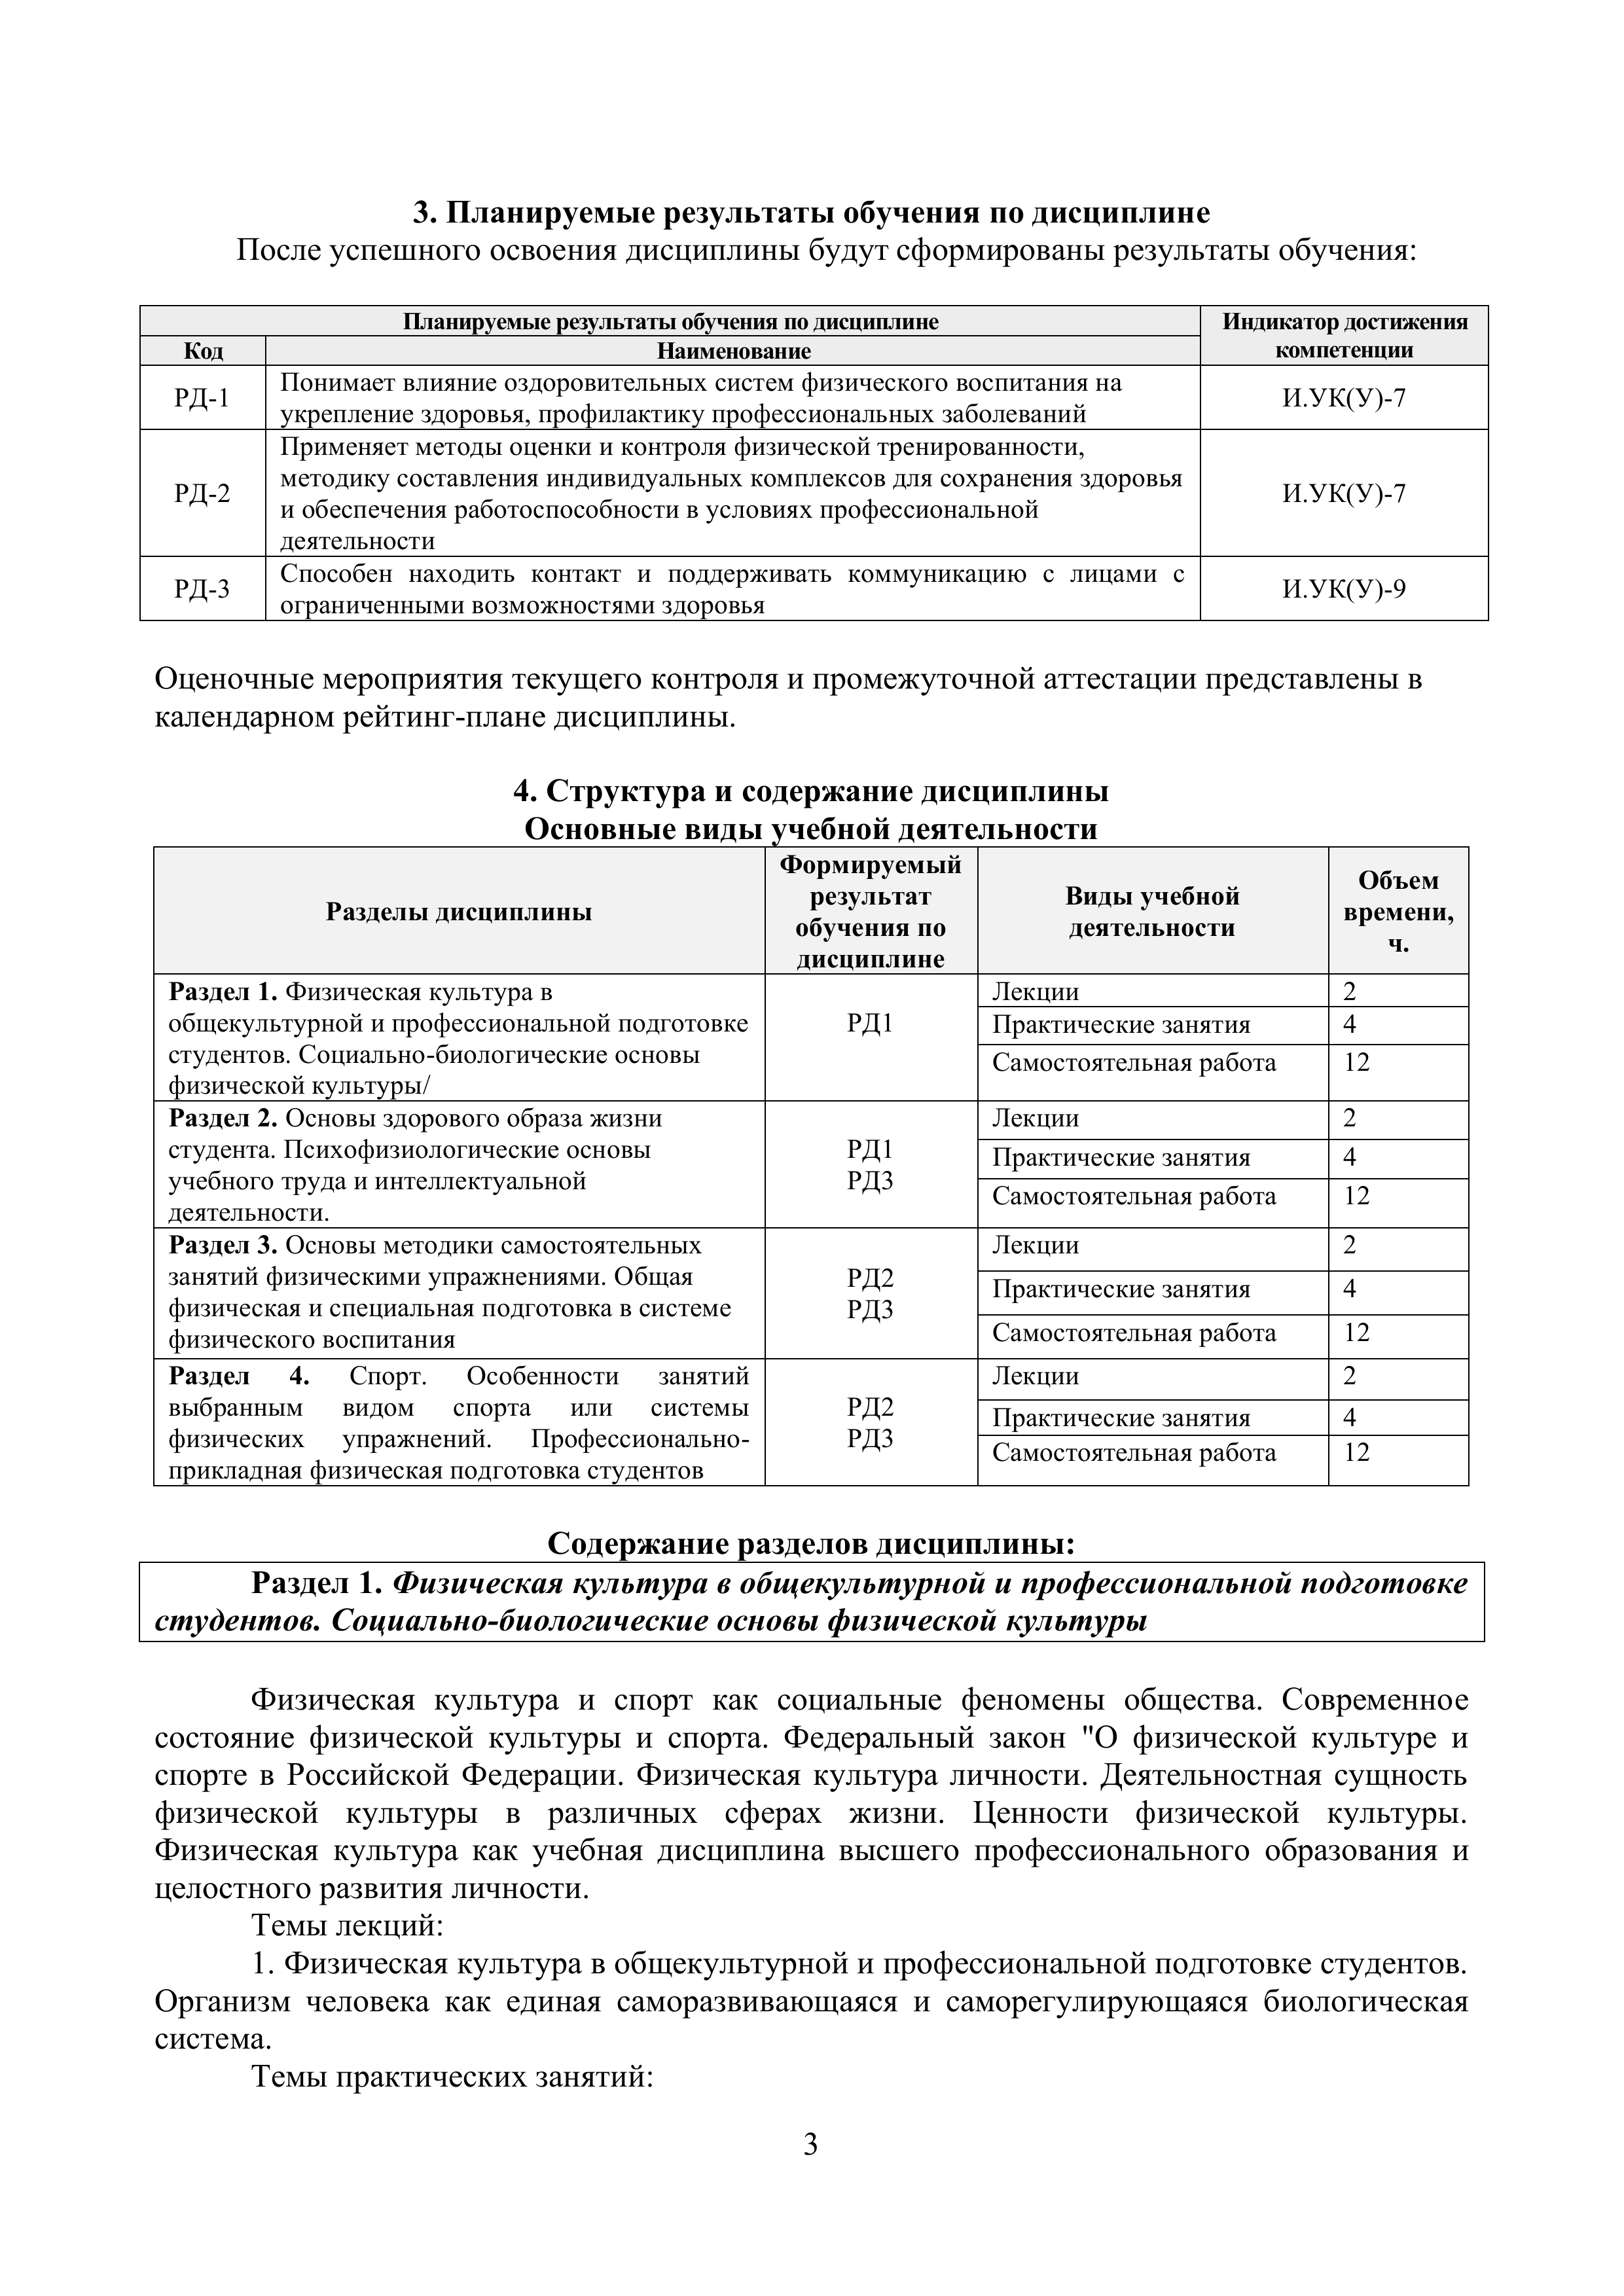 3. Планируемые результаты обучения по дисциплине
После успешного освоения дисциплины будут сформированы результаты обучения:
Планируемые результаты обучения по дисциплине
Индикатор достижения
компетенции
Код
Наименование
РД-1
Понимает влияние оздоровительных систем физического воспитания на
укрепление здоровья, профилактику профессиональных заболеваний
И.УК(У)-7
РД-2
Применяет методы оценки и контроля физической тренированности,
методику составления индивидуальных комплексов для сохранения здоровья
и обеспечения работоспособности в условиях профессиональной
деятельности
И.УК(У)-7
РД-3
Способен находить контакт и поддерживать коммуникацию с лицами с
ограниченными возможностями здоровья
И.УК(У)-9
Оценочные мероприятия текущего контроля и промежуточной аттестации представлены в
календарном рейтинг-плане дисциплины.
4. Структура и содержание дисциплины
Основные виды учебной деятельности
Разделы дисциплины
Формируемый
результат
обучения по
дисциплине
Виды учебной
деятельности
Объем
времени,
ч.
Раздел 1. Физическая культура в
общекультурной и профессиональной подготовке
студентов. Социально-биологические основы
физической культуры/
РД1
Лекции
2
Практические занятия
4
Самостоятельная работа
12
Раздел 2. Основы здорового образа жизни
студента. Психофизиологические основы
учебного труда и интеллектуальной
деятельности.
РД1
РД3
Лекции
2
Практические занятия
4
Самостоятельная работа
12
Раздел 3. Основы методики самостоятельных
занятий физическими упражнениями. Общая
физическая и специальная подготовка в системе
физического воспитания
РД2
РД3
Лекции
2
Практические занятия
4
Самостоятельная работа
12
Раздел 4. Спорт. Особенности занятий
выбранным видом спорта или системы
физических упражнений. Профессионально-
прикладная физическая подготовка студентов
РД2
РД3
Лекции
2
Практические занятия
4
Самостоятельная работа
12
Содержание разделов дисциплины:
Раздел 1. Физическая культура в общекультурной и профессиональной подготовке
студентов. Социально-биологические основы физической культуры
Физическая культура и спорт как социальные феномены общества. Современное
состояние физической культуры и спорта. Федеральный закон "О физической культуре и
спорте в Российской Федерации. Физическая культура личности. Деятельностная сущность
физической культуры в различных сферах жизни. Ценности физической культуры.
Физическая культура как учебная дисциплина высшего профессионального образования и
целостного развития личности.
Темы лекций:
1. Физическая культура в общекультурной и профессиональной подготовке студентов.
Организм человека как единая саморазвивающаяся и саморегулирующаяся биологическая
система.
Темы практических занятий:
3